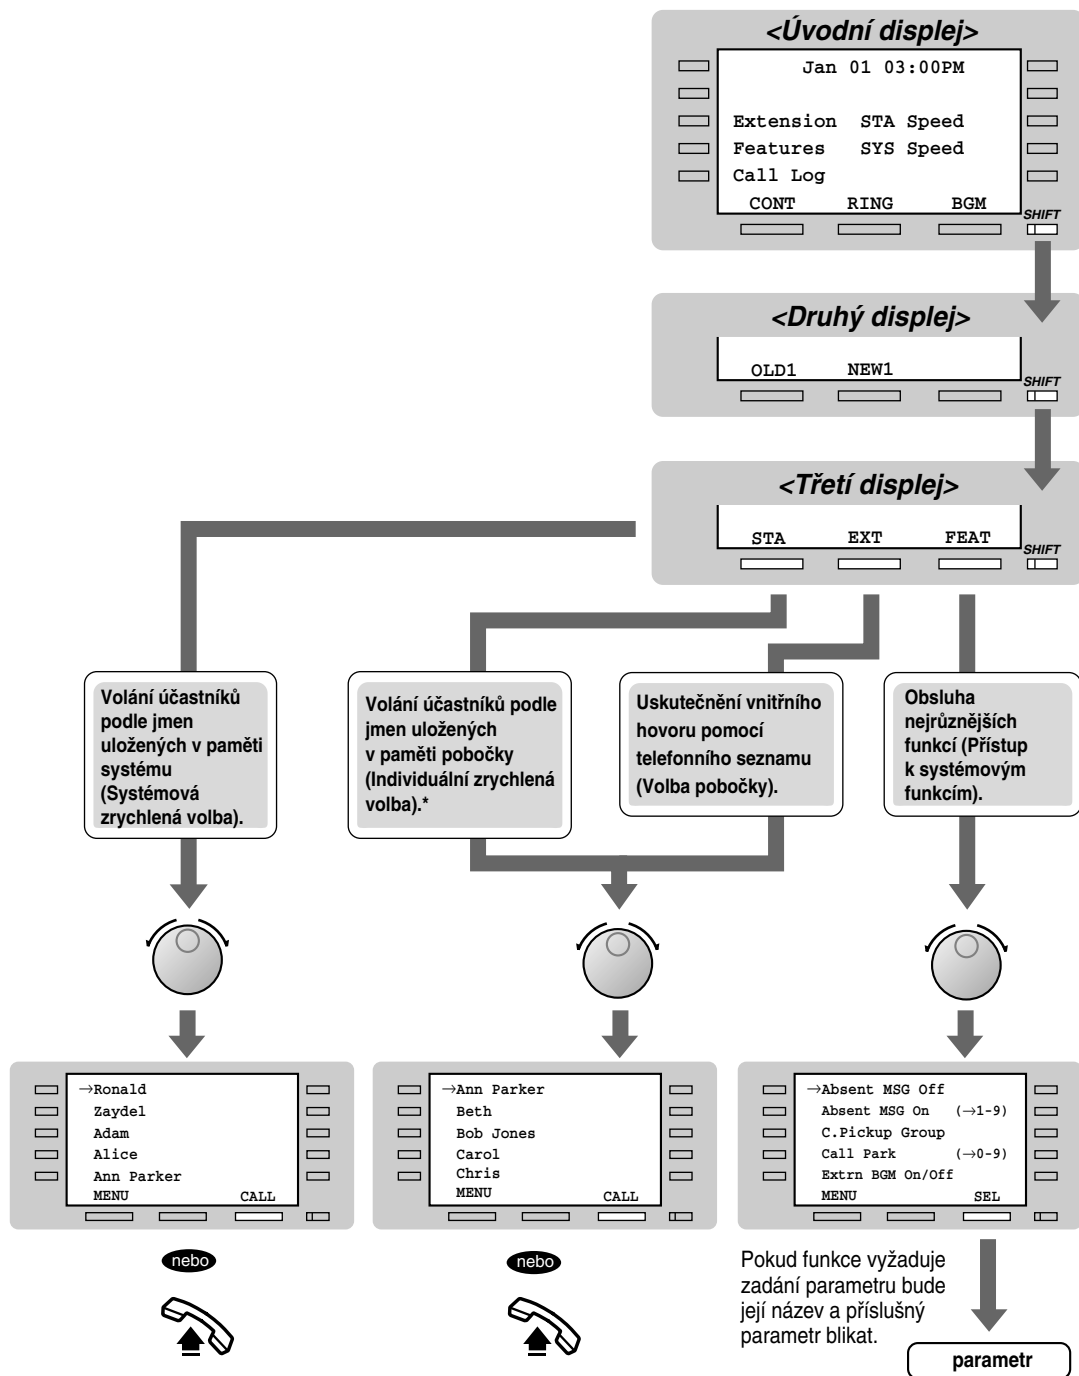 <Úvodní displej>
Jan 01 03:00PM
Extension STA Speed
Features SYS Speed
Call Log
CONT RING BGM
SHIFT
<Druhý displej>
OLD1 NEW1
SHIFT
<Třetí displej>
STA EXT FEAT
SHIFT
Volání účastníků
podle jmen
uložených v paměti
systému
(Systémová
zrychlená volba).
Volání účastníků podle
jmen uložených
v paměti pobočky
(Individuální zrychlená
volba).*
Uskutečnění vnitřního
hovoru pomocí
telefonního seznamu
(Volba pobočky).
Obsluha
nejrůznějších
funkcí (Přístup
k systémovým
funkcím).
→Ronald
Zaydel
Adam
Alice
Ann Parker
MENU CALL
→Ann Parker
Beth
Bob Jones
Carol
Chris
MENU CALL
→Absent MSG Off
Absent MSG On (→1-9)
C.Pickup Group
Call Park (→0-9)
Extrn BGM On/Off
MENU SEL
nebo
nebo
Pokud funkce vyžaduje
zadání parametru bude
její název a příslušný
parametr blikat.
parametr